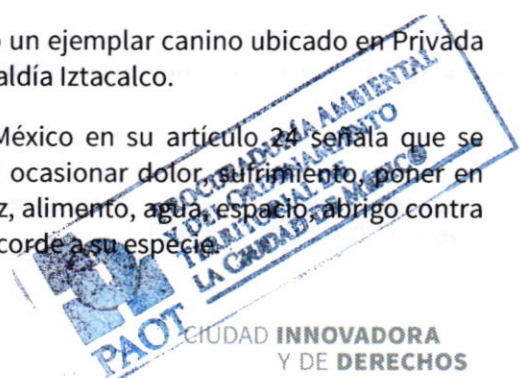 un ejemplar canino ubicado en Privada
aldía Iztacalco.
México en su artículo 24 señala que se
ocasionar dolor, sufrimiento, poner en
z, alimento, agua, espacio, abrigo contra
corde a su especie.
PROCURADURÍA AMBIENTAL
Y DEL ORDENAMIENTO
TERRITORIAL DE
LA CIUDAD DE MÉXICO
PAOT
CIUDAD INNOVADORA
Y DE DERECHOS